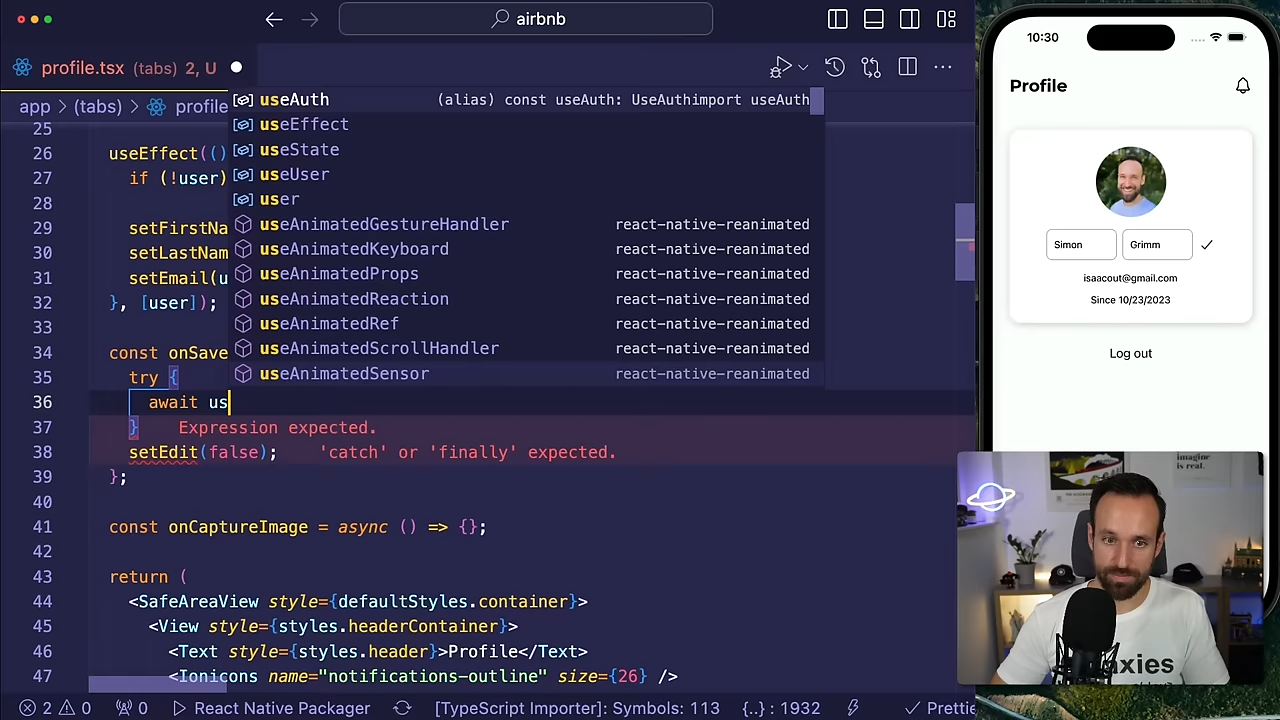 airbnb
profile.tsx (tabs) 2, U
app > (tabs) > profile
useAuth (alias) const useAuth: UseAuthimport useAuth
useEffect
useState
useUser
user
useAnimatedGestureHandler react-native-reanimated
useAnimatedKeyboard react-native-reanimated
useAnimatedProps react-native-reanimated
useAnimatedReaction react-native-reanimated
useAnimatedRef react-native-reanimated
useAnimatedScrollHandler react-native-reanimated
useAnimatedSensor react-native-reanimated
25
26 useEffect(()
27 if (!user)
28
29 setFirstNa
30 setLastNam
31 setEmail(u
32 }, [user]);
33
34 const onSave
35 try {
36 await us
37 } Expression expected.
38 setEdit(false); 'catch' or 'finally' expected.
39 };
40
41 const onCaptureImage = async () => {};
42
43 return (
44 <SafeAreaView style={defaultStyles.container}>
45 <View style={styles.headerContainer}>
46 <Text style={styles.header}>Profile</Text>
47 <Ionicons name="notifications-outline" size={26} />
2 0 0 React Native Packager [TypeScript Importer]: Symbols: 113 {..} : 1932 Prettie
10:30
Profile
Simon Grimm
isaacout@gmail.com
Since 10/23/2023
Log out
imagine
is real.
axies